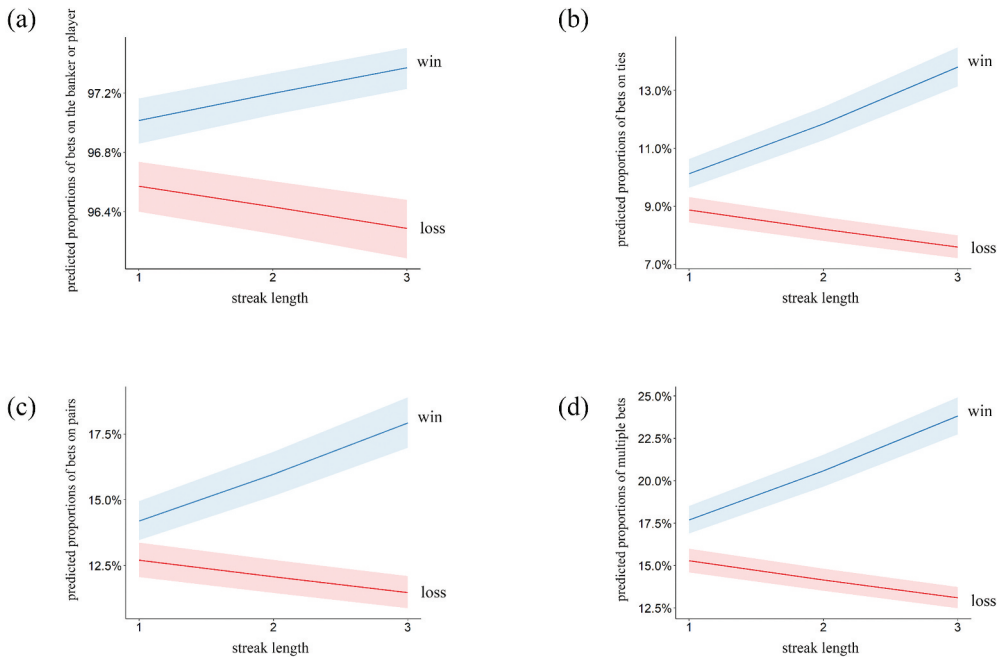 (a)
predicted proportions of bets on the banker or player
97.2%
96.8%
96.4%
win
loss
1
2
3
streak length
(b)
predicted proportions of bets on ties
13.0%
11.0%
9.0%
7.0%
win
loss
1
2
3
streak length
(c)
predicted proportions of bets on pairs
17.5%
15.0%
12.5%
win
loss
1
2
3
streak length
(d)
predicted proportions of multiple bets
25.0%
22.5%
20.0%
17.5%
15.0%
12.5%
win
loss
1
2
3
streak length